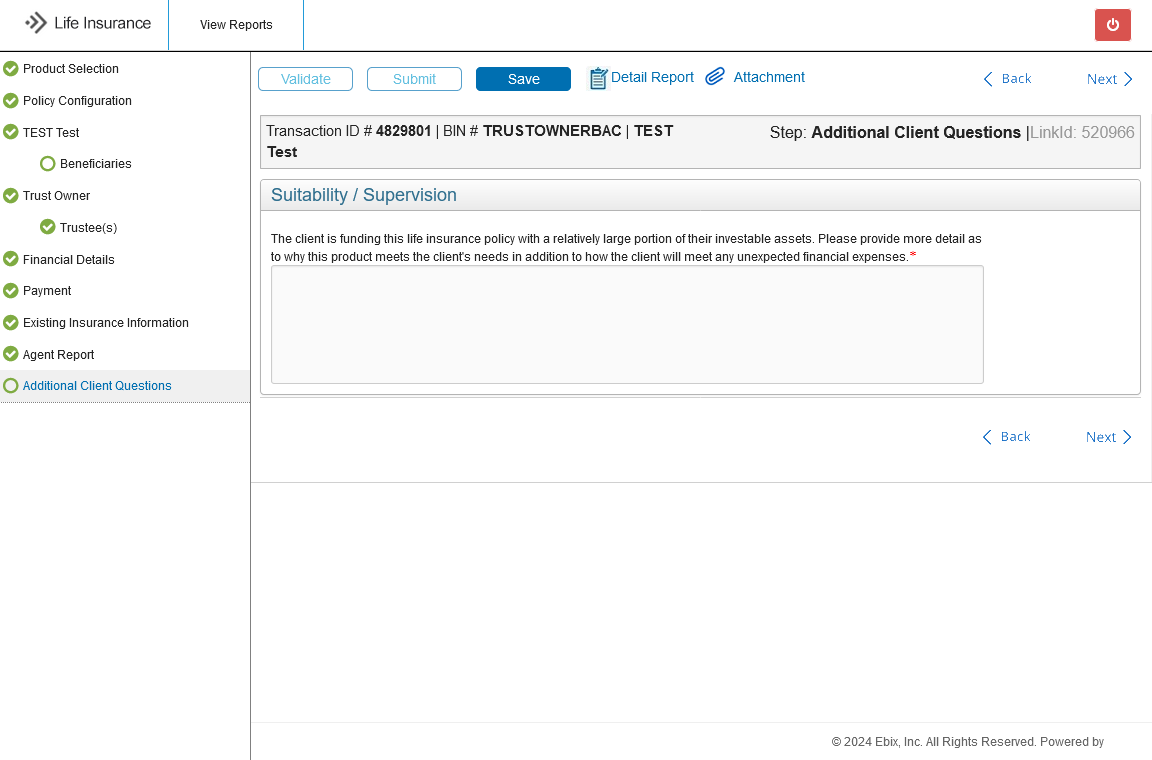 Life Insurance
View Reports
Product Selection
Policy Configuration
TEST Test
Beneficiaries
Trust Owner
Trustee(s)
Financial Details
Payment
Existing Insurance Information
Agent Report
Additional Client Questions
Validate
Submit
Save
Detail Report
Attachment
Back
Next
Transaction ID # 4829801 | BIN # TRUSTOWNERBAC | TEST
Test
Step: Additional Client Questions |LinkId: 520966
Suitability / Supervision
The client is funding this life insurance policy with a relatively large portion of their investable assets. Please provide more detail as
to why this product meets the client's needs in addition to how the client will meet any unexpected financial expenses.*
Back
Next
© 2024 Ebix, Inc. All Rights Reserved. Powered by